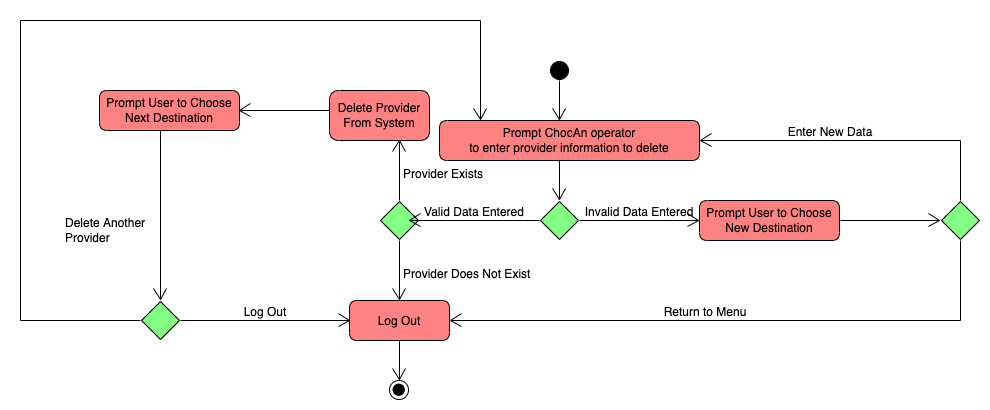 Prompt User to Choose
Next Destination
Delete Provider
From System
Prompt ChocAn operator
to enter provider information to delete
Enter New Data
Provider Exists
Delete Another
Provider
Valid Data Entered
Invalid Data Entered
Prompt User to Choose
New Destination
Provider Does Not Exist
Log Out
Log Out
Return to Menu